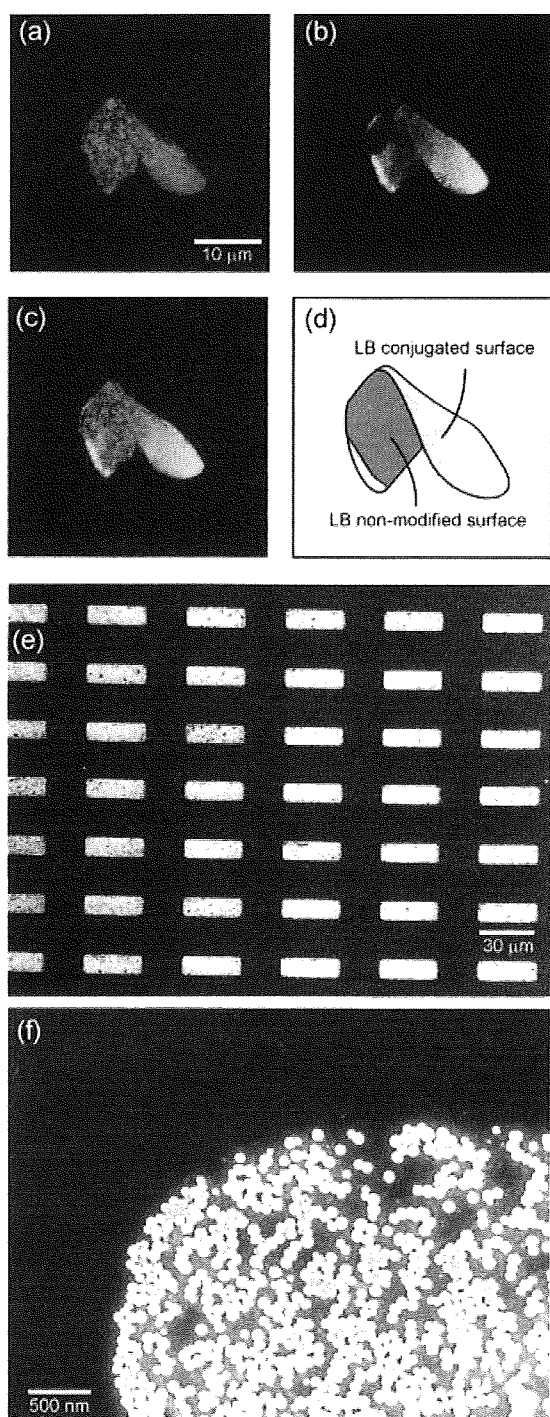 (a)
10 μm
(b)
(c)
(d)
LB conjugated surface
LB non-modified surface
(e)
30 μm
(f)
500 nm